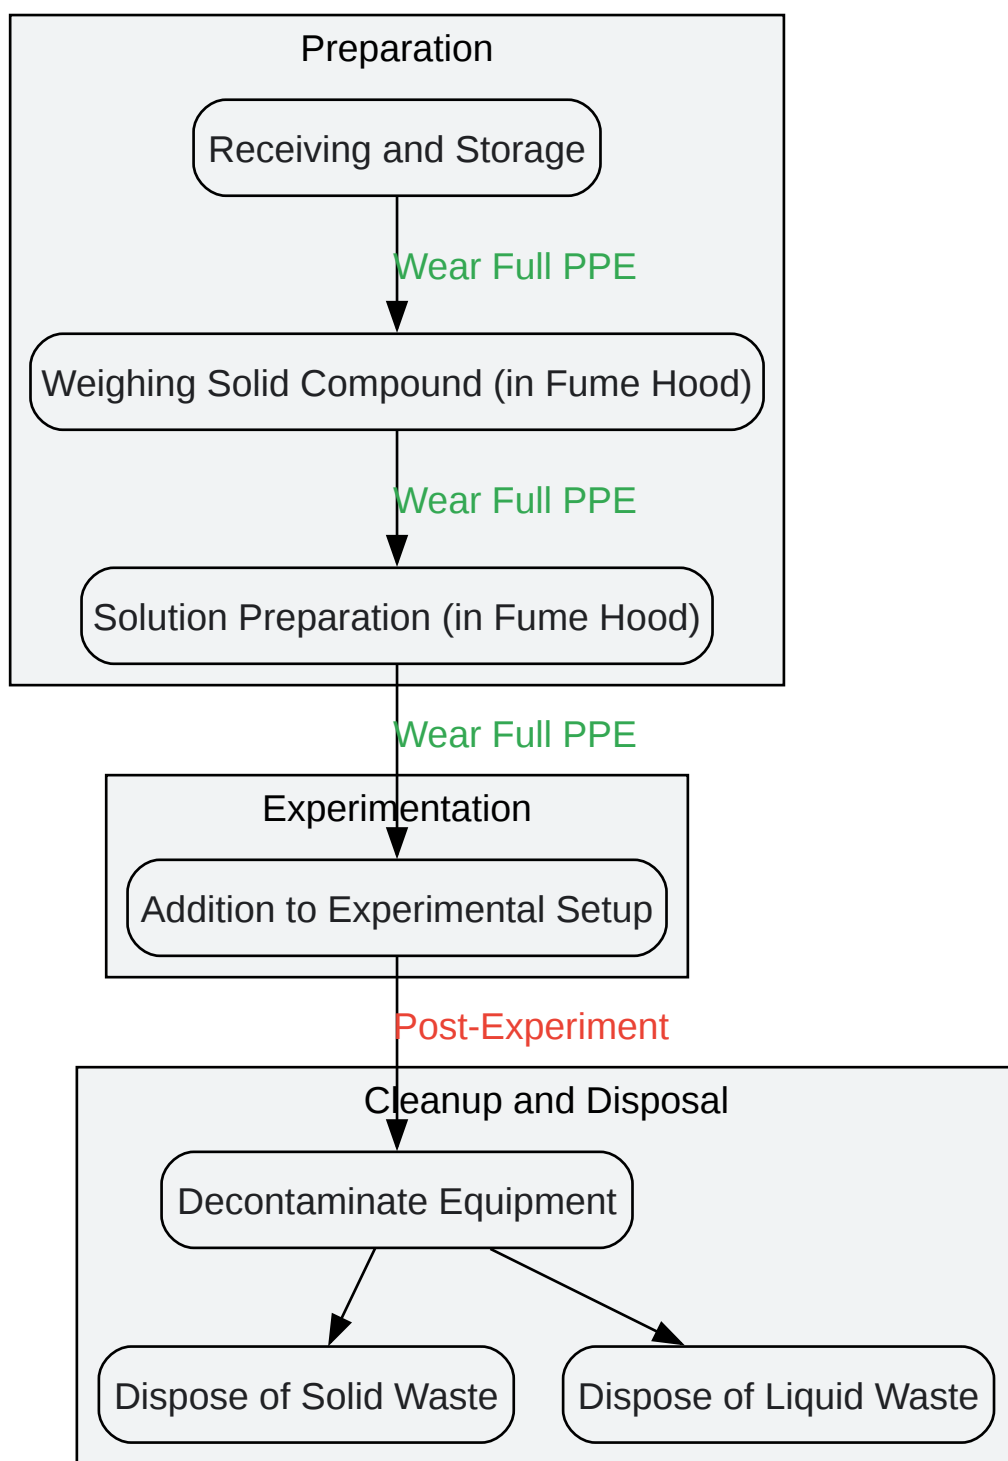 Preparation
Receiving and Storage
Wear Full PPE
Weighing Solid Compound (in Fume Hood)
Wear Full PPE
Solution Preparation (in Fume Hood)
Wear Full PPE
Experimentation
Addition to Experimental Setup
Post-Experiment
Cleanup and Disposal
Decontaminate Equipment
Dispose of Solid Waste
Dispose of Liquid Waste